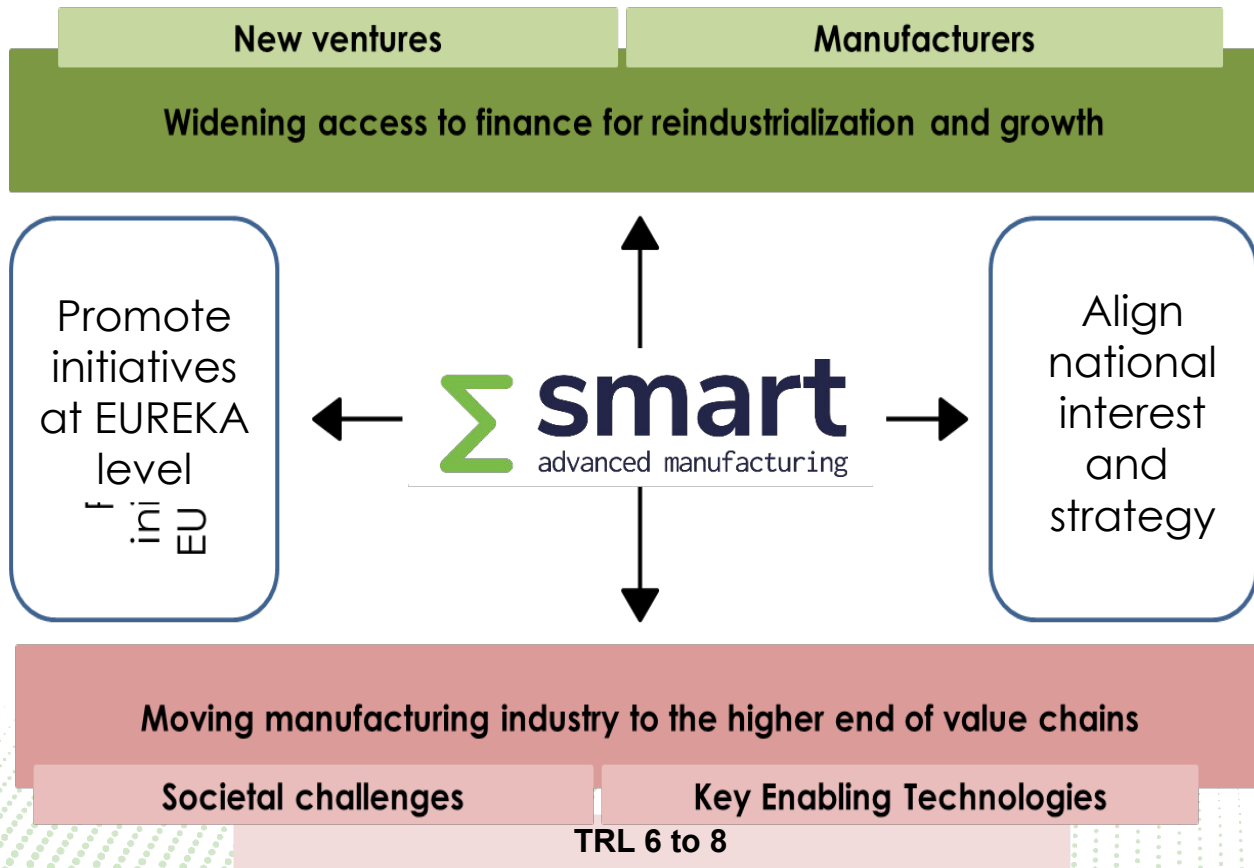 New ventures
Manufacturers
Widening access to finance for reindustrialization and growth
Promote
initiatives
at EUREKA
level
ini
EU
smart
advanced manufacturing
Align
national
interest
and
strategy
Moving manufacturing industry to the higher end of value chains
Societal challenges
Key Enabling Technologies
TRL 6 to 8